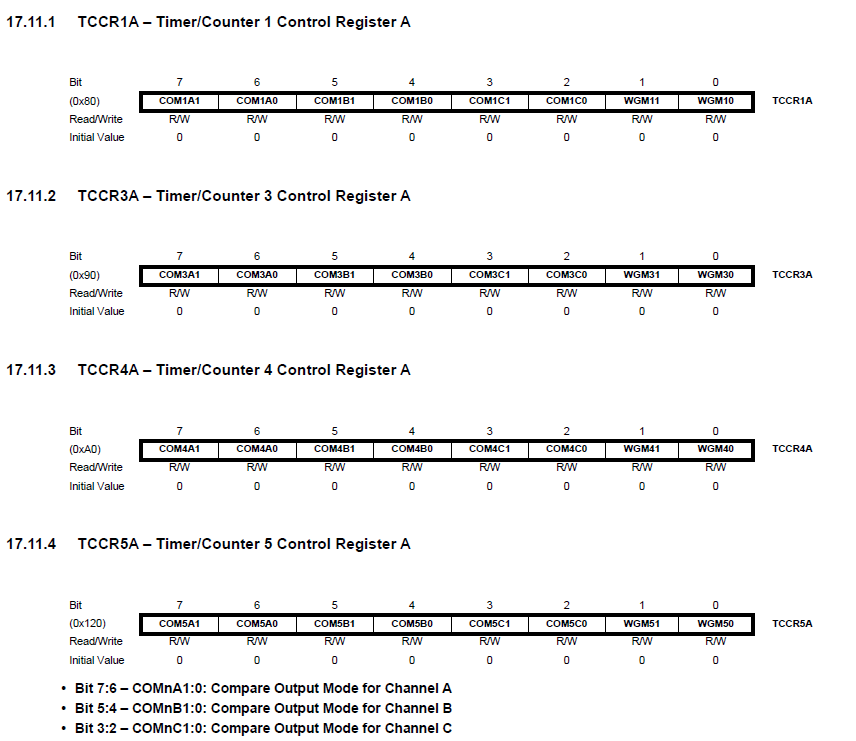 17.11.1 TCCR1A – Timer/Counter 1 Control Register A
Bit 7 6 5 4 3 2 1 0
(0x80) COM1A1 COM1A0 COM1B1 COM1B0 COM1C1 COM1C0 WGM11 WGM10 TCCR1A
Read/Write R/W R/W R/W R/W R/W R/W R/W R/W
Initial Value 0 0 0 0 0 0 0 0
17.11.2 TCCR3A – Timer/Counter 3 Control Register A
Bit 7 6 5 4 3 2 1 0
(0x90) COM3A1 COM3A0 COM3B1 COM3B0 COM3C1 COM3C0 WGM31 WGM30 TCCR3A
Read/Write R/W R/W R/W R/W R/W R/W R/W R/W
Initial Value 0 0 0 0 0 0 0 0
17.11.3 TCCR4A – Timer/Counter 4 Control Register A
Bit 7 6 5 4 3 2 1 0
(0xA0) COM4A1 COM4A0 COM4B1 COM4B0 COM4C1 COM4C0 WGM41 WGM40 TCCR4A
Read/Write R/W R/W R/W R/W R/W R/W R/W R/W
Initial Value 0 0 0 0 0 0 0 0
17.11.4 TCCR5A – Timer/Counter 5 Control Register A
Bit 7 6 5 4 3 2 1 0
(0x120) COM5A1 COM5A0 COM5B1 COM5B0 COM5C1 COM5C0 WGM51 WGM50 TCCR5A
Read/Write R/W R/W R/W R/W R/W R/W R/W R/W
Initial Value 0 0 0 0 0 0 0 0
• Bit 7:6 – COMnA1:0: Compare Output Mode for Channel A
• Bit 5:4 – COMnB1:0: Compare Output Mode for Channel B
• Bit 3:2 – COMnC1:0: Compare Output Mode for Channel C